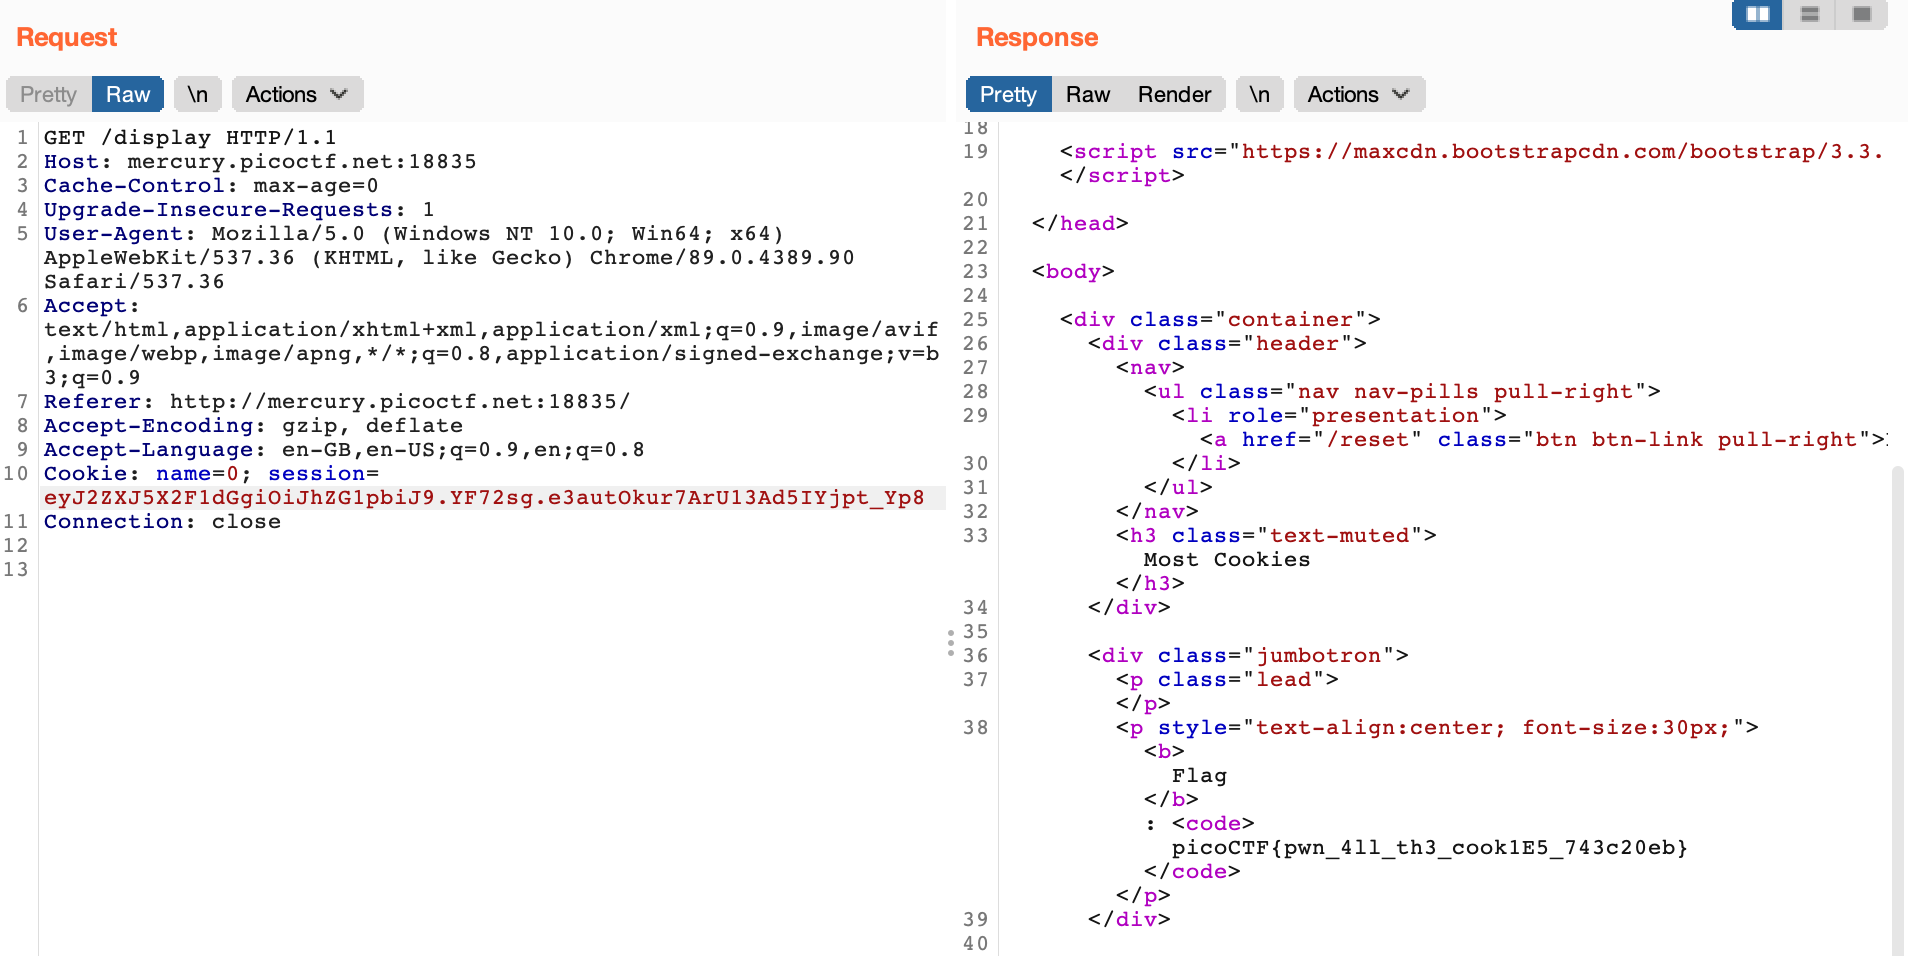 Request
Pretty Raw \n Actions
1 GET /display HTTP/1.1
2 Host: mercury.picoctf.net:18835
3 Cache-Control: max-age=0
4 Upgrade-Insecure-Requests: 1
5 User-Agent: Mozilla/5.0 (Windows NT 10.0; Win64; x64)
AppleWebKit/537.36 (KHTML, like Gecko) Chrome/89.0.4389.90
Safari/537.36
6 Accept:
text/html,application/xhtml+xml,application/xml;q=0.9,image/avif
,image/webp,image/apng,*/*;q=0.8,application/signed-exchange;v=b
3;q=0.9
7 Referer: http://mercury.picoctf.net:18835/
8 Accept-Encoding: gzip, deflate
9 Accept-Language: en-GB,en-US;q=0.9,en;q=0.8
10 Cookie: name=0; session=
eyJ2ZXJ5X2F1dGgiOiJhZG1pbiJ9.YF72sg.e3autOkur7ArU13Ad5IYjpt_Yp8
11 Connection: close
12
13
Response
Pretty Raw Render \n Actions
18
19 <script src="https://maxcdn.bootstrapcdn.com/bootstrap/3.3.
</script>
20
21 </head>
22
23 <body>
24
25 <div class="container">
26 <div class="header">
27 <nav>
28 <ul class="nav nav-pills pull-right">
29 <li role="presentation">
<a href="/reset" class="btn btn-link pull-right">
30 </li>
31 </ul>
32 </nav>
33 <h3 class="text-muted">
Most Cookies
</h3>
34 </div>
35
36 <div class="jumbotron">
37 <p class="lead">
</p>
38 <p style="text-align:center; font-size:30px;">
<b>
Flag
</b>
: <code>
picoCTF{pwn_4ll_th3_cook1E5_743c20eb}
</code>
</p>
39 </div>
40